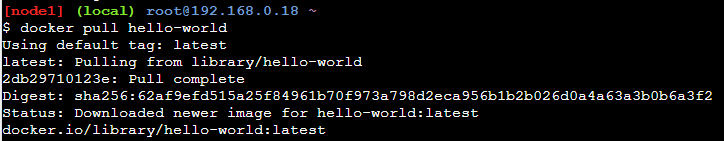 [node1] (local) root@192.168.0.18 ~
$ docker pull hello-world
Using default tag: latest
latest: Pulling from library/hello-world
2db29710123e: Pull complete
Digest: sha256:62af9efd515a25f84961b70f973a798d2eca956b1b2b026d0a4a63a3b0b6a3f2
Status: Downloaded newer image for hello-world:latest
docker.io/library/hello-world:latest